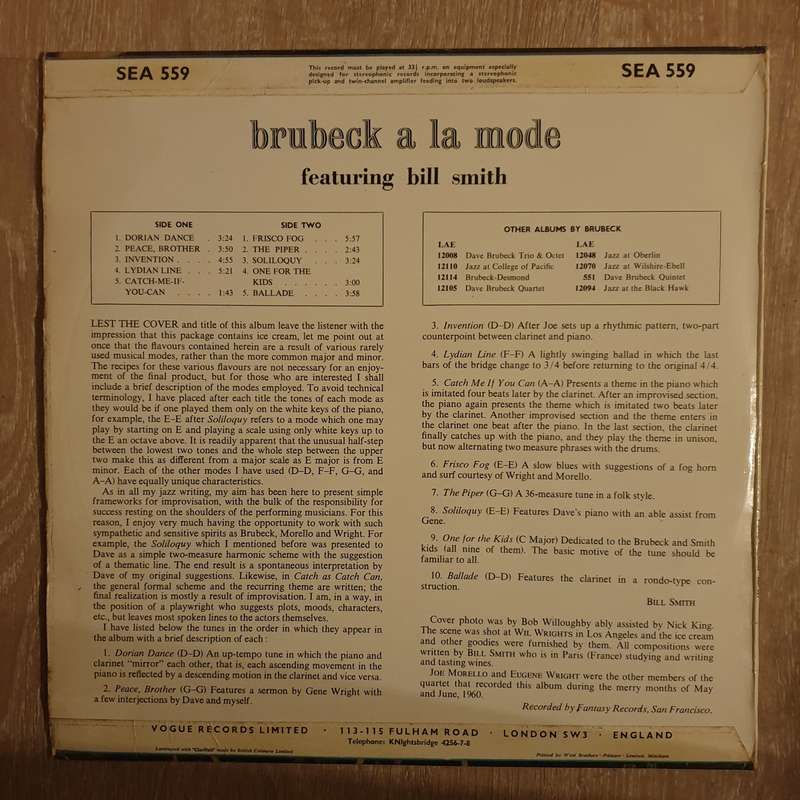 SEA 559
This record must be played at 33⅓ r.p.m. on equipment especially
designed for stereophonic records incorporating a stereophonic
pick-up and twin-channel amplifier feeding into two loudspeakers.
SEA 559
brubeck a la mode
featuring bill smith
SIDE ONE
1. DORIAN DANCE . 3:24
2. PEACE, BROTHER . 3:50
3. INVENTION . . . . 4:55
4. LYDIAN LINE . . . 5:21
5. CATCH-ME-IF-
YOU-CAN . . . . 1:43
SIDE TWO
1. FRISCO FOG . . . 5:57
2. THE PIPER . . . . 2:43
3. SOLILOQUY . . . . 3:24
4. ONE FOR THE
KIDS . . . . . . 3:00
5. BALLADE . . . . 3:58
OTHER ALBUMS BY BRUBECK
LAE
12008 Dave Brubeck Trio & Octet
12110 Jazz at College of Pacific
12114 Brubeck-Desmond
12105 Dave Brubeck Quartet
LAE
12048 Jazz at Oberlin
12070 Jazz at Wilshire-Ebell
551 Dave Brubeck Quintet
12094 Jazz at the Black Hawk
LEST THE COVER and title of this album leave the listener with the
impression that this package contains ice cream, let me point out at
once that the flavours contained herein are a result of various rarely
used musical modes, rather than the more common major and minor.
The recipes for these various flavours are not necessary for an enjoy-
ment of the final product, but for those who are interested I shall
include a brief description of the modes employed. To avoid technical
terminology, I have placed after each title the tones of each mode as
they would be if one played them only on the white keys of the piano,
for example, the E–E after Soliloquy refers to a mode which one may
play by starting on E and playing a scale using only white keys up to
the E an octave above. It is readily apparent that the unusual half-step
between the lowest two tones and the whole step between the upper
two make this as different from a major scale as E major is from E
minor. Each of the other modes I have used (D–D, F–F, G–G, and
A–A) have equally unique characteristics.
As in all my jazz writing, my aim has been here to present simple
frameworks for improvisation, with the bulk of the responsibility for
success resting on the shoulders of the performing musicians. For this
reason, I enjoy very much having the opportunity to work with such
sympathetic and sensitive spirits as Brubeck, Morello and Wright. For
example, the Soliloquy which I mentioned before was presented to
Dave as a simple two-measure harmonic scheme with the suggestion
of a thematic line. The end result is a spontaneous interpretation by
Dave of my original suggestions. Likewise, in Catch as Catch Can,
the general formal scheme and the recurring theme are written; the
final realization is mostly a result of improvisation. I am, in a way, in
the position of a playwright who suggests plots, moods, characters,
etc., but leaves most spoken lines to the actors themselves.
I have listed below the tunes in the order in which they appear in
the album with a brief description of each:
1. Dorian Dance (D–D) An up-tempo tune in which the piano and
clarinet “mirror” each other, that is, each ascending movement in the
piano is reflected by a descending motion in the clarinet and vice versa.
2. Peace, Brother (G–G) Features a sermon by Gene Wright with
a few interjections by Dave and myself.
3. Invention (D–D) After Joe sets up a rhythmic pattern, two-part
counterpoint between clarinet and piano.
4. Lydian Line (F–F) A lightly swinging ballad in which the last
bars of the bridge change to 3/4 before returning to the original 4/4.
5. Catch Me If You Can (A–A) Presents a theme in the piano which
is imitated four beats later by the clarinet. After an improvised section,
the piano again presents the theme which is imitated two beats later
by the clarinet. Another improvised section and the theme enters in
the clarinet one beat after the piano. In the last section, the clarinet
finally catches up with the piano, and they play the theme in unison,
but now alternating two measure phrases with the drums.
6. Frisco Fog (E–E) A slow blues with suggestions of a fog horn
and surf courtesy of Wright and Morello.
7. The Piper (G–G) A 36-measure tune in a folk style.
8. Soliloquy (E–E) Features Dave's piano with an able assist from
Gene.
9. One for the Kids (C Major) Dedicated to the Brubeck and Smith
kids (all nine of them). The basic motive of the tune should be
familiar to all.
10. Ballade (D–D) Features the clarinet in a rondo-type con-
struction.
BILL SMITH
Cover photo was by Bob Willoughby ably assisted by Nick King.
The scene was shot at WIL WRIGHTS in Los Angeles and the ice cream
and other goodies were furnished by them. All compositions were
written by BILL SMITH who is in Paris (France) studying and writing
and tasting wines.
JOE MORELLO and EUGENE WRIGHT were the other members of the
quartet that recorded this album during the merry months of May
and June, 1960.
Recorded by Fantasy Records, San Francisco.
VOGUE RECORDS LIMITED · 113-115 FULHAM ROAD · LONDON SW3 · ENGLAND
Telephone: KNIghtsbridge 4256-7-8
Laminated with "Clarifoil" made by British Celanese Limited
Printed by West Brothers · Printers · London